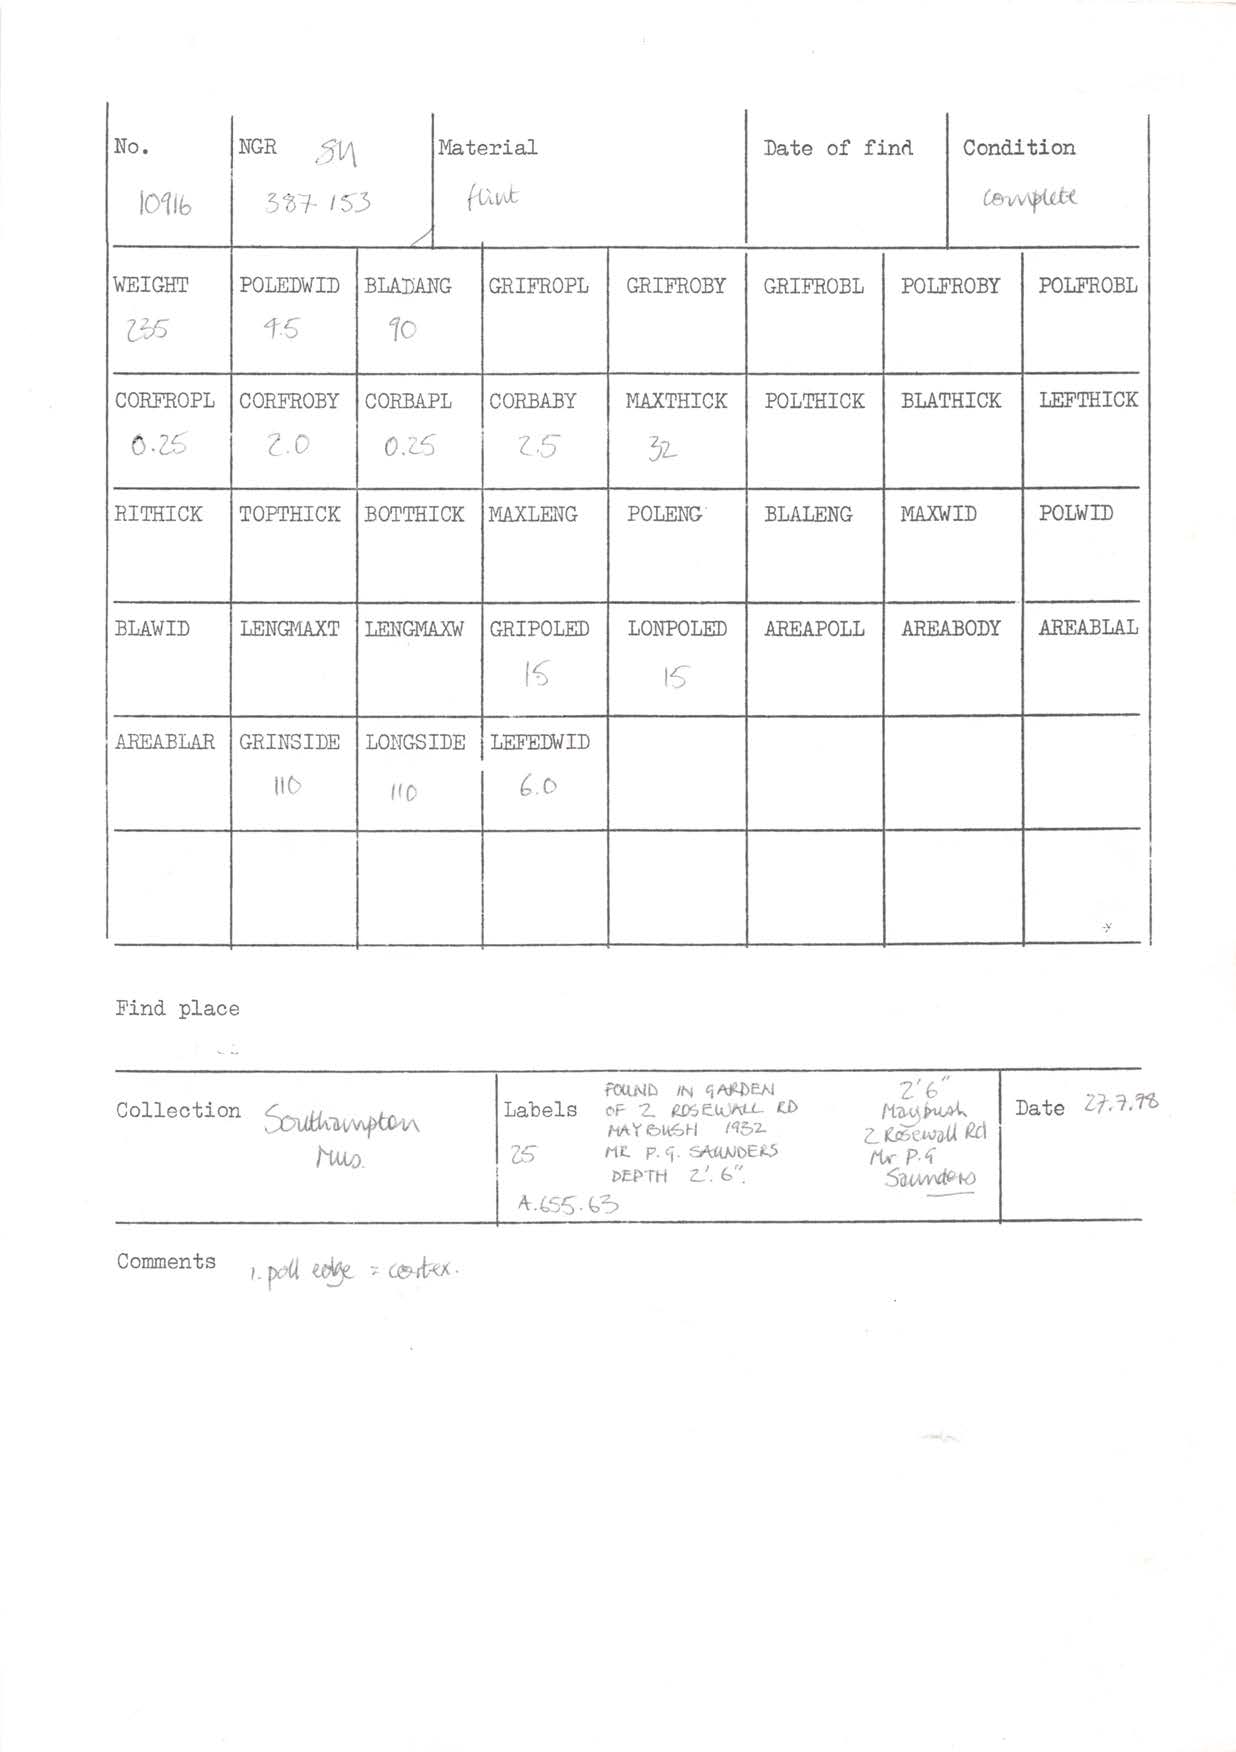 No. NGR SU Material Date of find Condition
10916 387 153 flint complete
WEIGHT POLEDWID BLADANG GRIFROPL GRIFROBY GRIFROBL POLFROBY POLFROBL
235 4.5 90
CORFROPL CORFROBY CORBAPL CORBABY MAXTHICK POLTHICK BLATHICK LEFTHICK
0.25 2.0 0.25 2.5 32
RITHICK TOPTHICK BOTTHICK MAXLENG POLENG BLALENG MAXWID POLWID
BLAWID LENGMAXT LENGMAXW GRIPOLED LONPOLED AREAPOLL AREABODY AREABLAL
15 15
AREABLAR GRINSIDE LONGSIDE LEFEDWID
110 110 6.0
Find place
Collection Southampton
Mus.
Labels
25
FOUND IN GARDEN
OF 2 ROSEWALL RD
MAYBUSH 1932
MR P.G. SAUNDERS
DEPTH 2'.6".
A.655.63
2'6"
Maybush
2 Rosewall Rd
Mr P.G
Saunders
Date 27.7.98
Comments 1. poll edge = cortex.